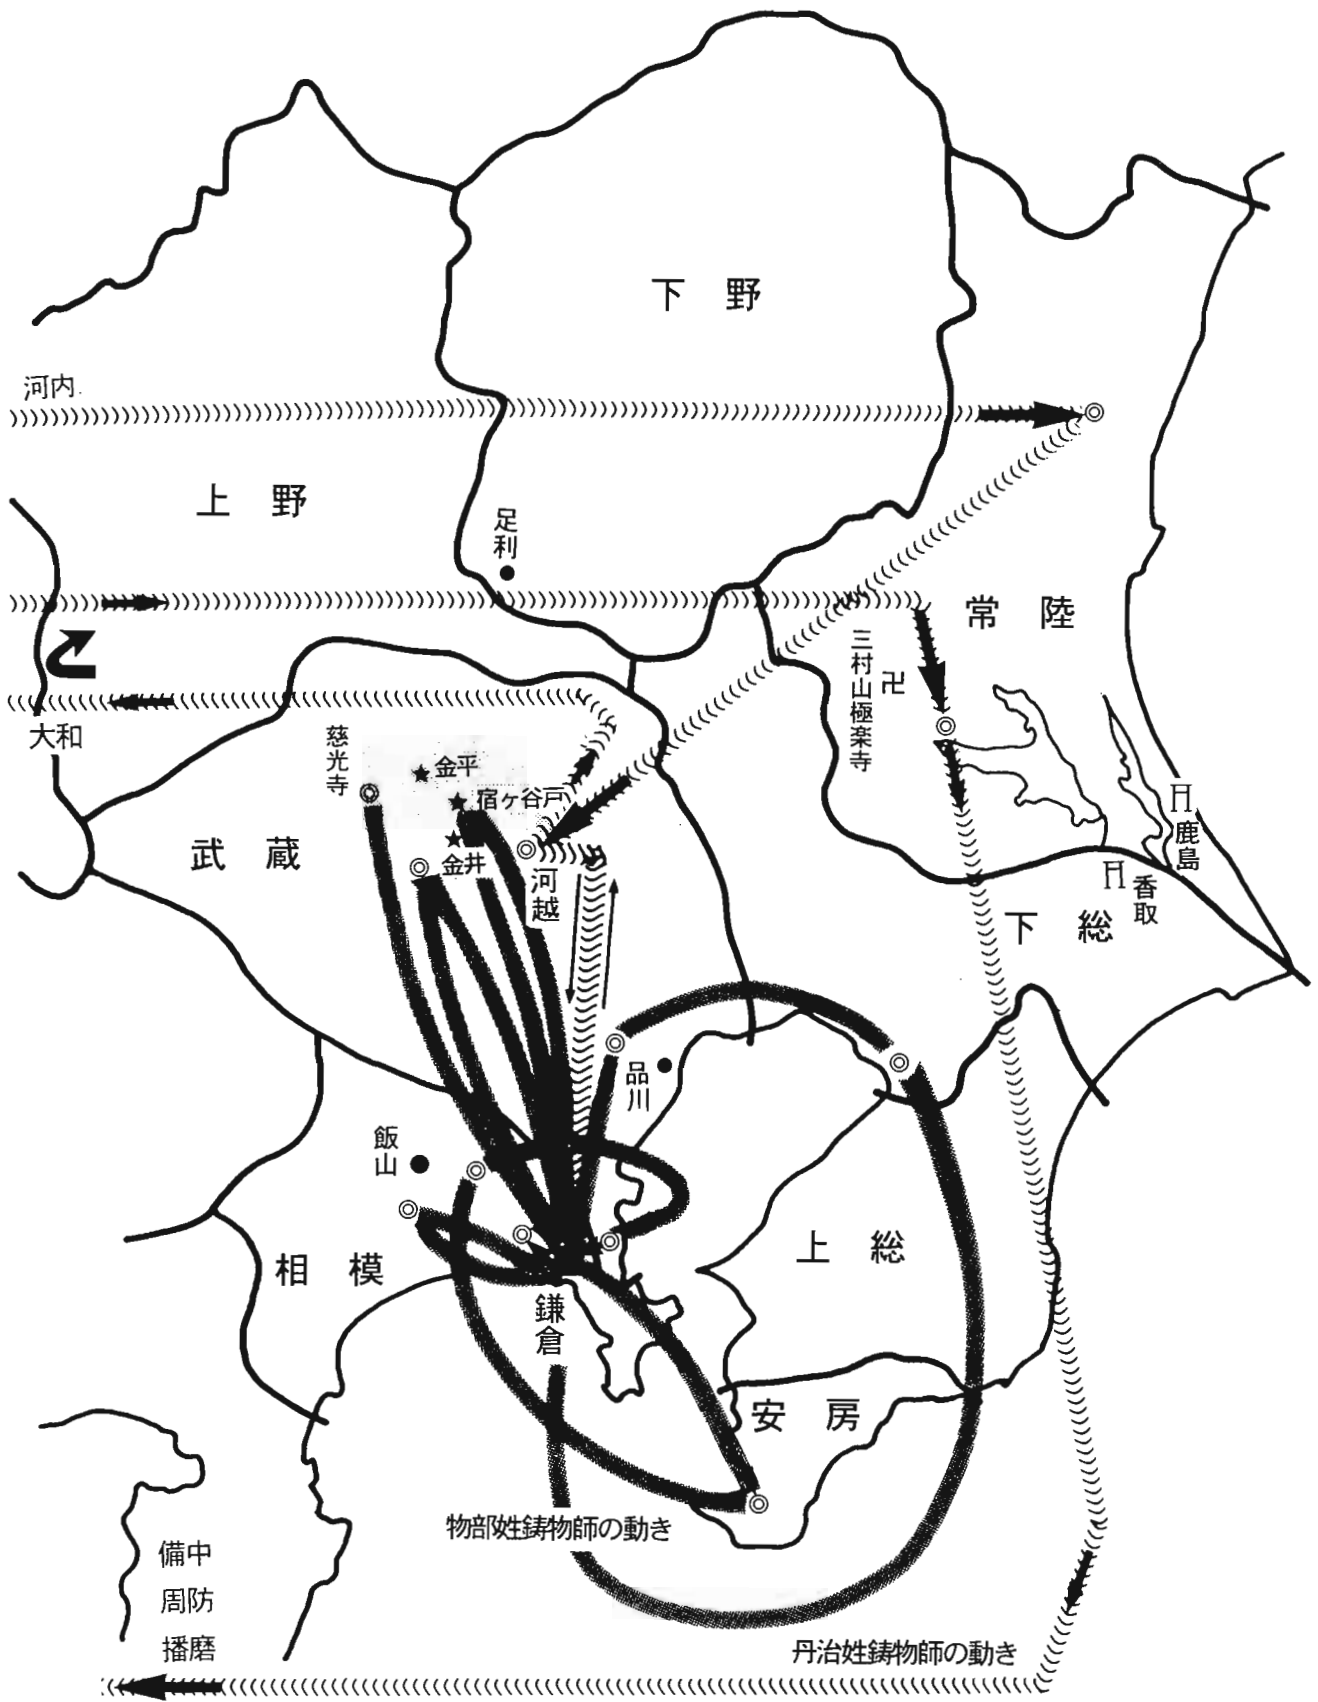 下野
河内
上野
足利
常陸
三村山極楽寺
卍
大和
慈光寺
金平
宿ヶ谷戸
武蔵
金井
河越
鹿島
香取
下総
品川
飯山
上総
相模
鎌倉
安房
物部姓鋳物師の動き
備中
周防
播磨
丹治姓鋳物師の動き